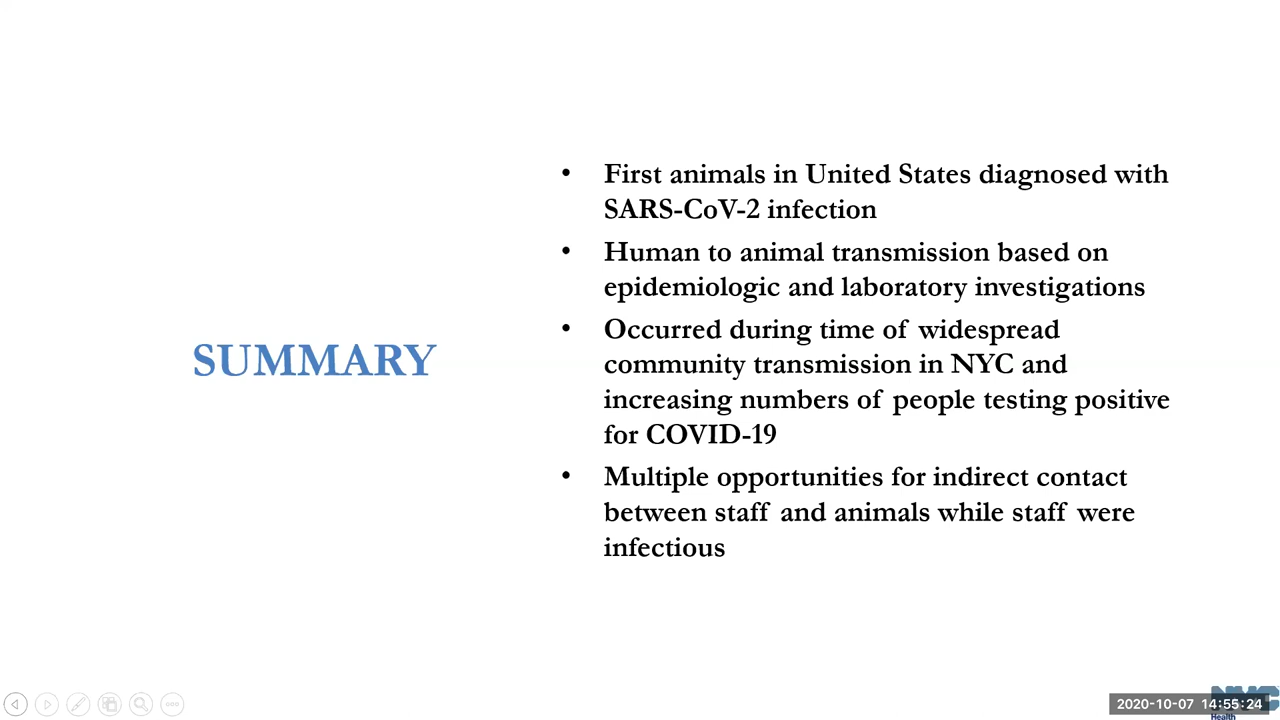 SUMMARY
• First animals in United States diagnosed with
SARS-CoV-2 infection
• Human to animal transmission based on
epidemiologic and laboratory investigations
• Occurred during time of widespread
community transmission in NYC and
increasing numbers of people testing positive
for COVID-19
• Multiple opportunities for indirect contact
between staff and animals while staff were
infectious
2020-10-07 14:55:24
NYC
Health